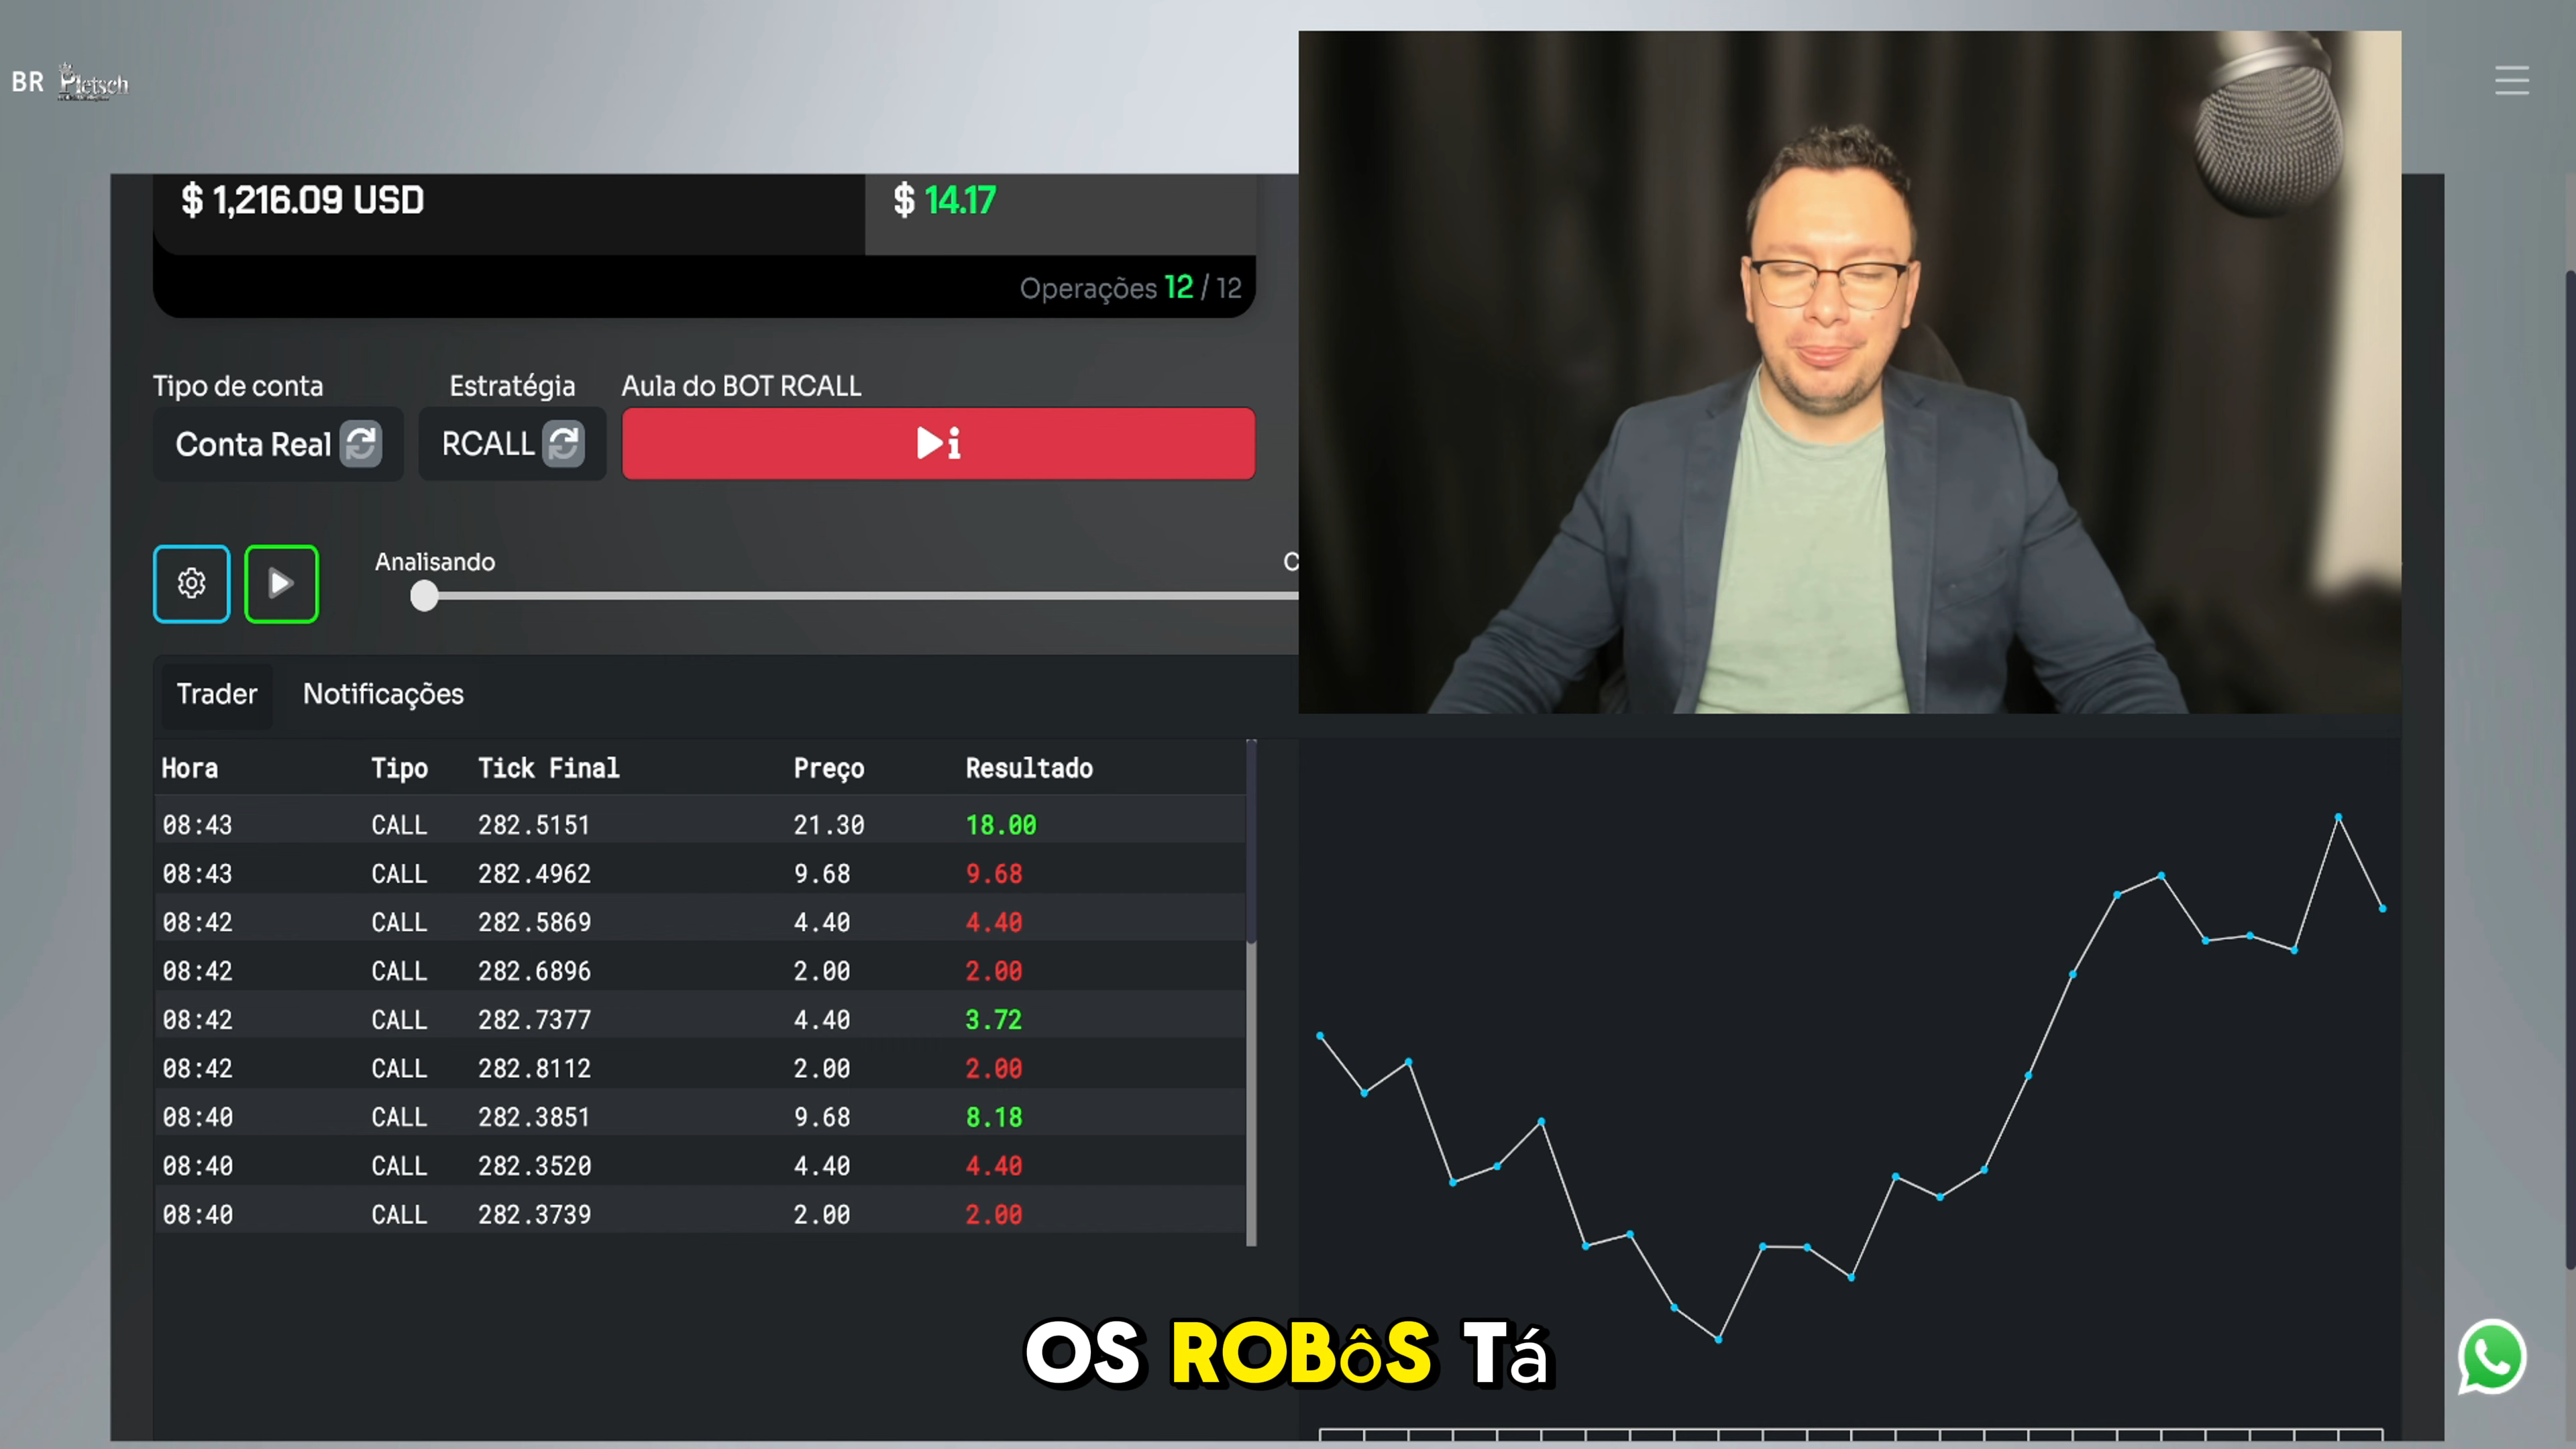 BR Pletsch
$ 1,216.09 USD
$ 14.17
Operações 12 / 12
Tipo de conta
Estratégia
Aula do BOT RCALL
Conta Real
RCALL
Analisando
C
Trader
Notificações
Hora Tipo Tick Final Preço Resultado
08:43 CALL 282.5151 21.30 18.00
08:43 CALL 282.4962 9.68 9.68
08:42 CALL 282.5869 4.40 4.40
08:42 CALL 282.6896 2.00 2.00
08:42 CALL 282.7377 4.40 3.72
08:42 CALL 282.8112 2.00 2.00
08:40 CALL 282.3851 9.68 8.18
08:40 CALL 282.3520 4.40 4.40
08:40 CALL 282.3739 2.00 2.00
OS ROBôS Tá